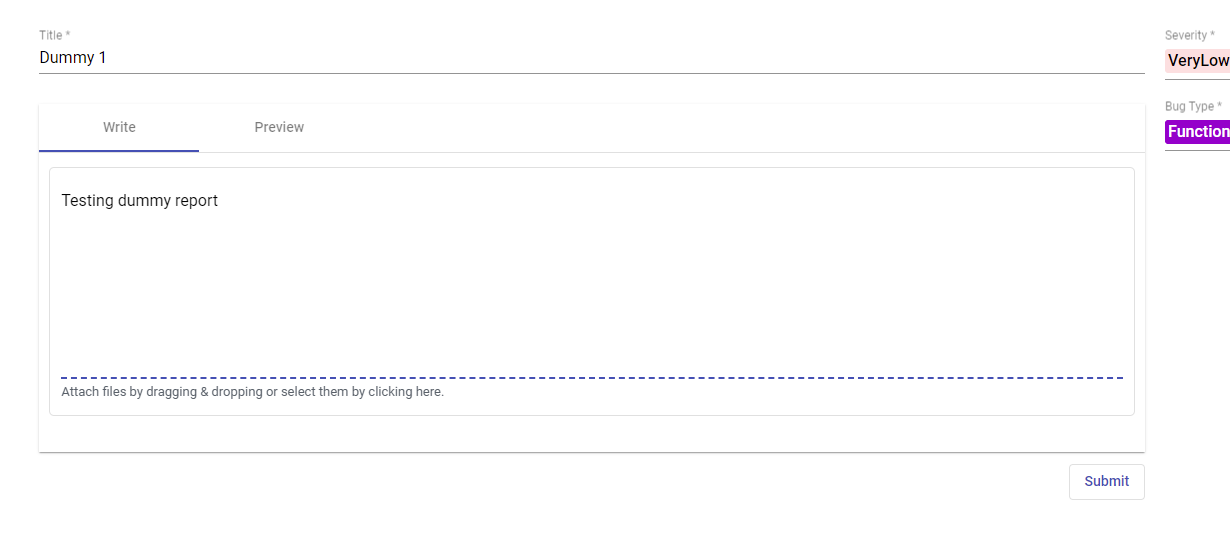 Title *
Dummy 1
Severity *
VeryLow
Bug Type *
Function
Write
Preview
Testing dummy report
Attach files by dragging & dropping or select them by clicking here.
Submit